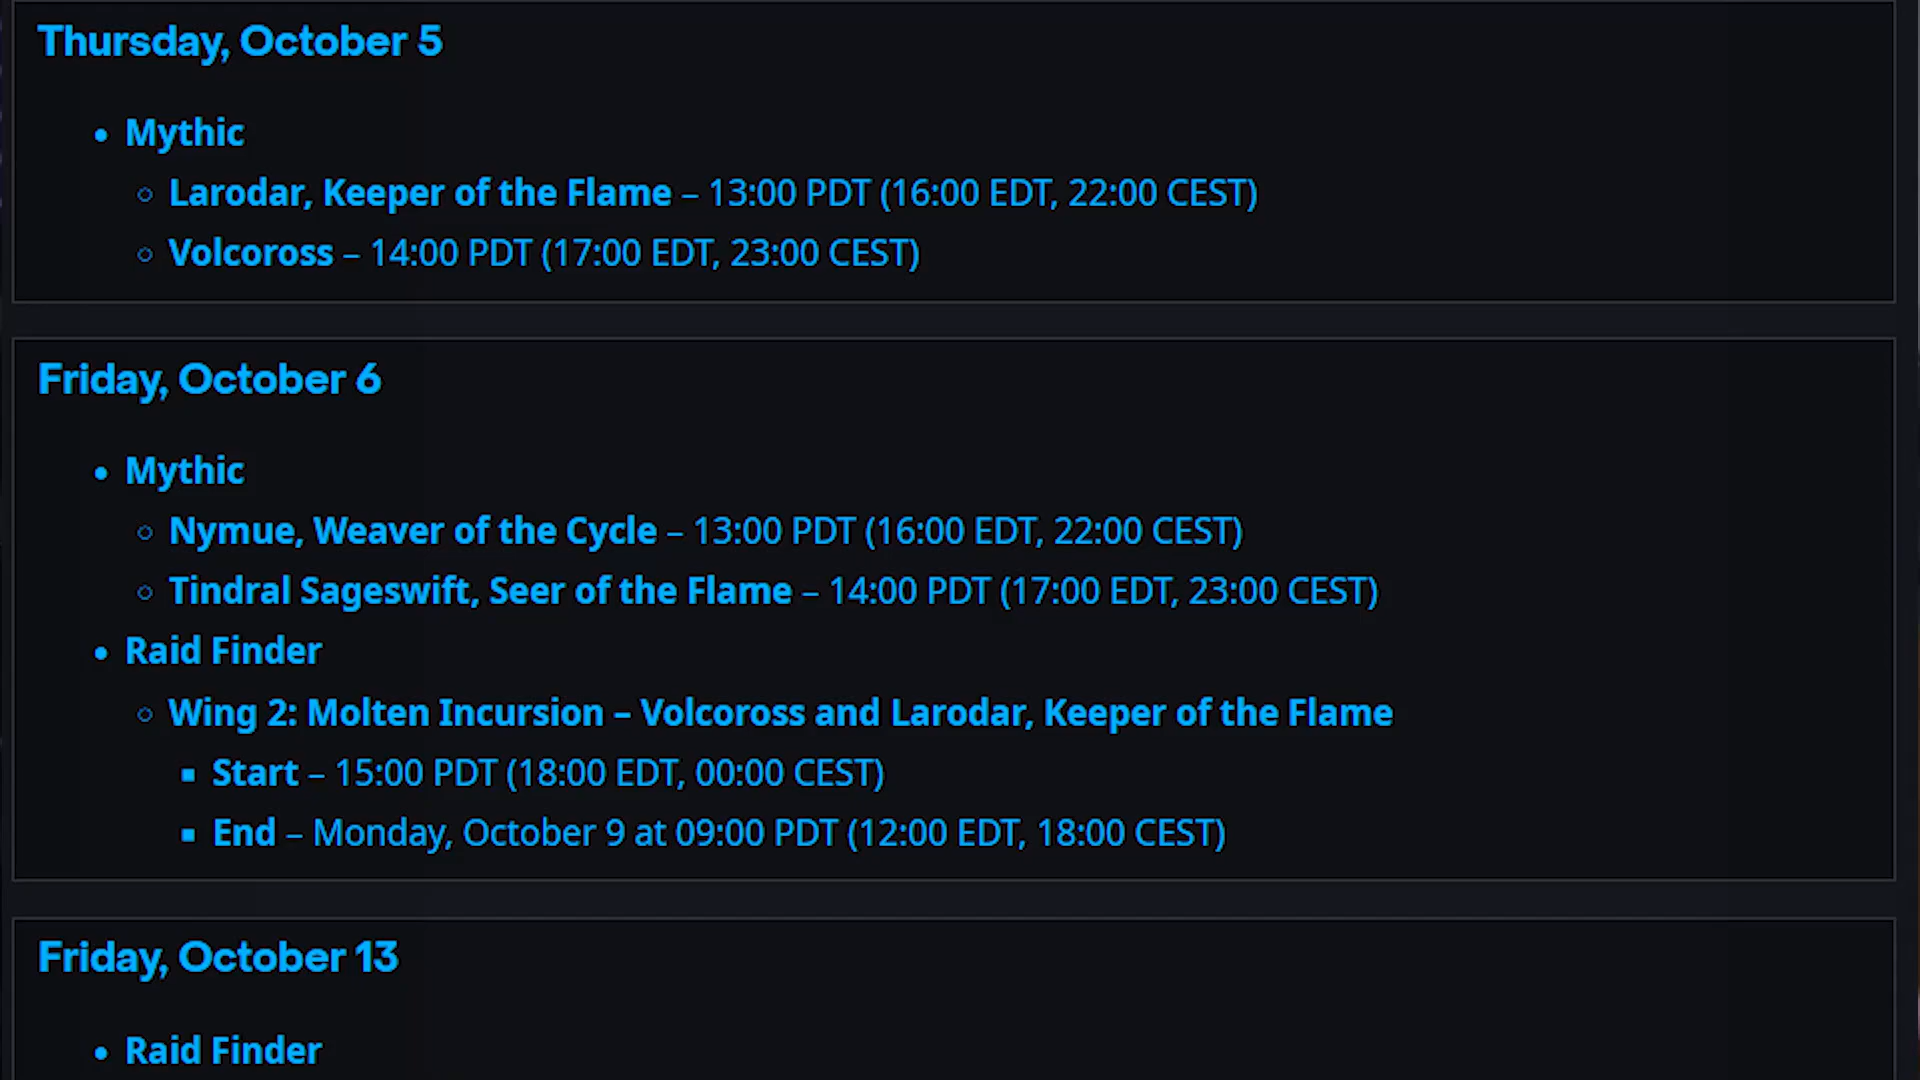 Thursday, October 5
Mythic
Larodar, Keeper of the Flame – 13:00 PDT (16:00 EDT, 22:00 CEST)
Volcoross – 14:00 PDT (17:00 EDT, 23:00 CEST)
Friday, October 6
Mythic
Nymue, Weaver of the Cycle – 13:00 PDT (16:00 EDT, 22:00 CEST)
Tindral Sageswift, Seer of the Flame – 14:00 PDT (17:00 EDT, 23:00 CEST)
Raid Finder
Wing 2: Molten Incursion – Volcoross and Larodar, Keeper of the Flame
Start – 15:00 PDT (18:00 EDT, 00:00 CEST)
End – Monday, October 9 at 09:00 PDT (12:00 EDT, 18:00 CEST)
Friday, October 13
Raid Finder